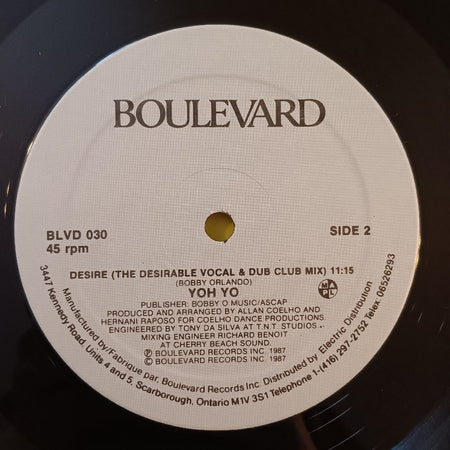 BOULEVARD
BLVD 030
45 rpm
SIDE 2
DESIRE (THE DESIRABLE VOCAL & DUB CLUB MIX) 11:15
(BOBBY ORLANDO)
YOH YO
MAPL
PUBLISHER: BOBBY O MUSIC/ASCAP
PRODUCED AND ARRANGED BY ALLAN COELHO and
HERNANI RAPOSO FOR COELHO DANCE PRODUCTIONS.
ENGINEERED BY TONY DA SILVA AT T.N.T. STUDIOS.
MIXING ENGINEER RICHARD BENOIT
AT CHERRY BEACH SOUND.
Ⓟ BOULEVARD RECORDS INC. 1987
© BOULEVARD RECORDS INC. 1987
Manufactured by/Fabrique par, Boulevard Records Inc. Distributed by Electric Distribution
3447 Kennedy Road, Units 4 and 5, Scarborough, Ontario M1V 3S1 Telephone 1-(416) 297-2752 Telex 06526293